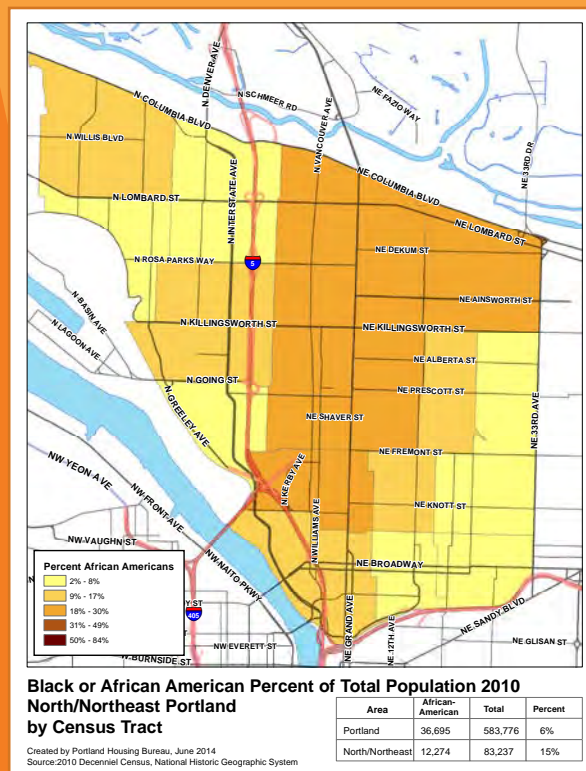 N DENVER AVE
N SCHMEER RD
N VANCOUVER AVE
NE FAZIO WAY
NE 33RD DR
N COLUMBIA BLVD
N WILLIS BLVD
N INTERSTATE AVE
NE COLUMBIA BLVD
N LOMBARD ST
NE LOMBARD ST
N ROSA PARKS WAY
5
NE DEKUM ST
N BASIN AVE
NE AINSWORTH ST
N LAGOON AVE
N KILLINGSWORTH ST
NE KILLINGSWORTH ST
NE ALBERTA ST
N GOING ST
NE PRESCOTT ST
N GREELEY AVE
NE SHAVER ST
NE 33RD AVE
NW YEON AVE
N KERBY AVE
NE FREMONT ST
NW FRONT AVE
N WILLIAMS AVE
NE KNOTT ST
NW VAUGHN ST
NW NAITO PKWY
NE BROADWAY
Percent African Americans
2% - 8%
9% - 17%
18% - 30%
31% - 49%
50% - 84%
Y ST
405
NW EVERETT ST
W BURNSIDE ST
NE GRAND AVE
NE 12TH AVE
NE SANDY BLVD
NE GLISAN ST
Black or African American Percent of Total Population 2010
North/Northeast Portland
by Census Tract
Created by Portland Housing Bureau, June 2014
Source:2010 Decenniel Census, National Historic Geographic System
Area African-American Total Percent
Portland 36,695 583,776 6%
North/Northeast 12,274 83,237 15%